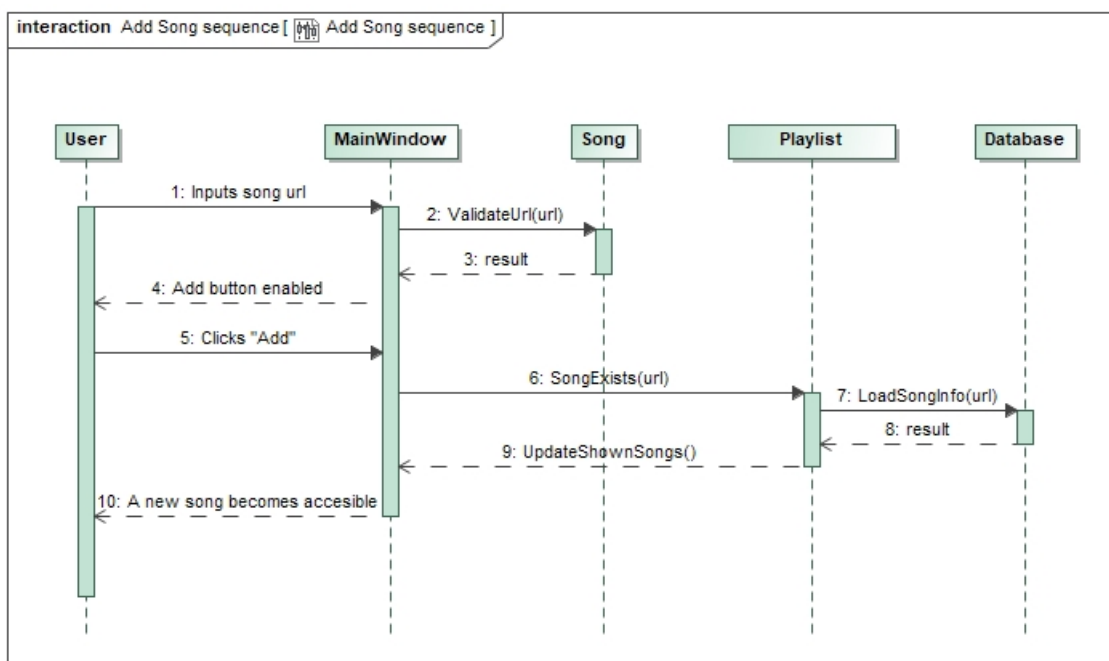 interaction Add Song sequence [ Add Song sequence ]
User MainWindow Song Playlist Database
1: Inputs song url
2: ValidateUrl(url)
3: result
4: Add button enabled
5: Clicks "Add"
6: SongExists(url)
7: LoadSongInfo(url)
8: result
9: UpdateShownSongs()
10: A new song becomes accesible